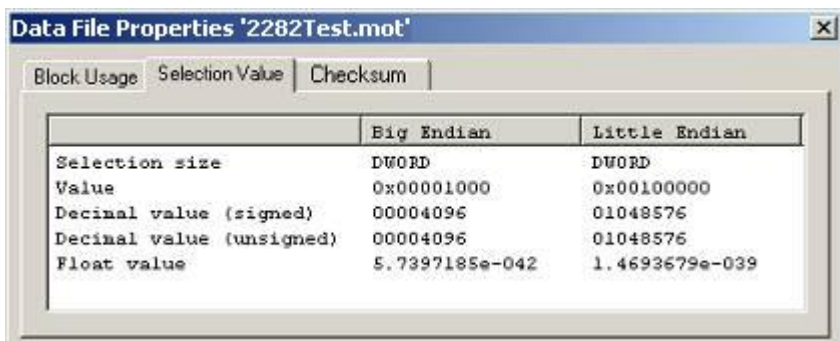 Data File Properties '2282Test.mot'
Block Usage Selection Value Checksum
Big Endian Little Endian
Selection size DWORD DWORD
Value 0x00001000 0x00100000
Decimal value (signed) 00004096 01048576
Decimal value (unsigned) 00004096 01048576
Float value 5.7397185e-042 1.4693679e-039